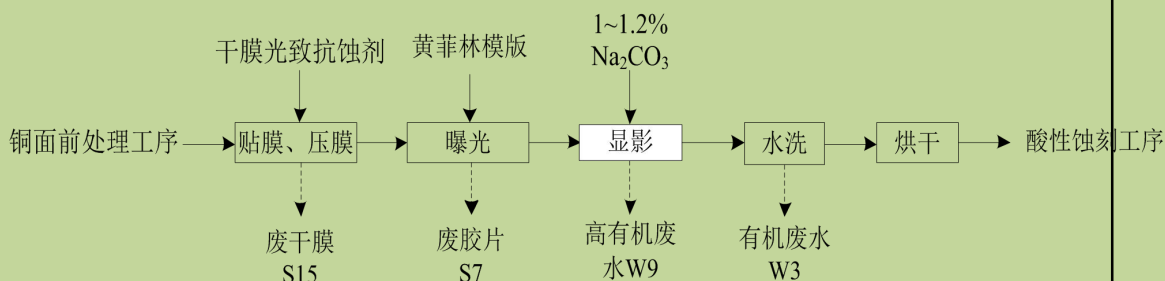 1~1.2%
Na₂CO₃
干膜光致抗蚀剂
黄菲林模版
铜面前处理工序
贴膜、压膜
曝光
显影
水洗
烘干
酸性蚀刻工序
废干膜
S15
废胶片
S7
高有机废
水W9
有机废水
W3